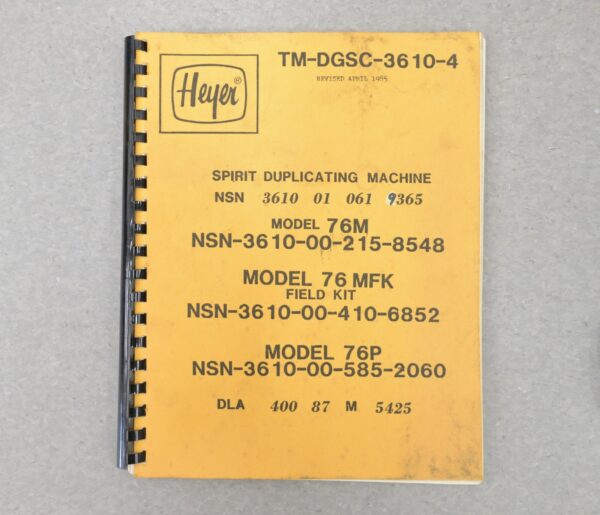 TM-DGSC-3610-4
REVISED APRIL 1985
Heyer®
SPIRIT DUPLICATING MACHINE
NSN 3610 01 061 9365
MODEL 76M
NSN-3610-00-215-8548
MODEL 76 MFK
FIELD KIT
NSN-3610-00-410-6852
MODEL 76P
NSN-3610-00-585-2060
DLA 400 87 M 5425